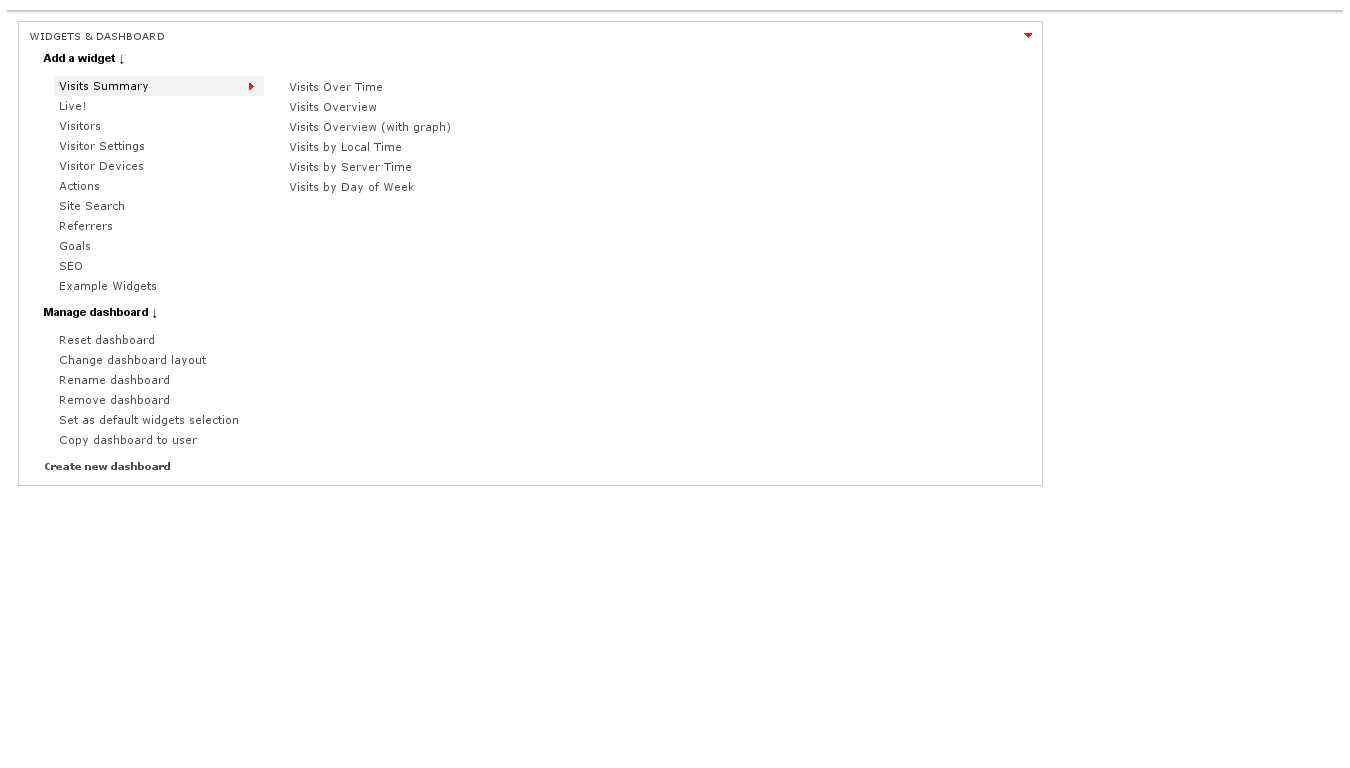 WIDGETS & DASHBOARD
Add a widget ↓
Visits Summary
Live!
Visitors
Visitor Settings
Visitor Devices
Actions
Site Search
Referrers
Goals
SEO
Example Widgets
Visits Over Time
Visits Overview
Visits Overview (with graph)
Visits by Local Time
Visits by Server Time
Visits by Day of Week
Manage dashboard ↓
Reset dashboard
Change dashboard layout
Rename dashboard
Remove dashboard
Set as default widgets selection
Copy dashboard to user
Create new dashboard